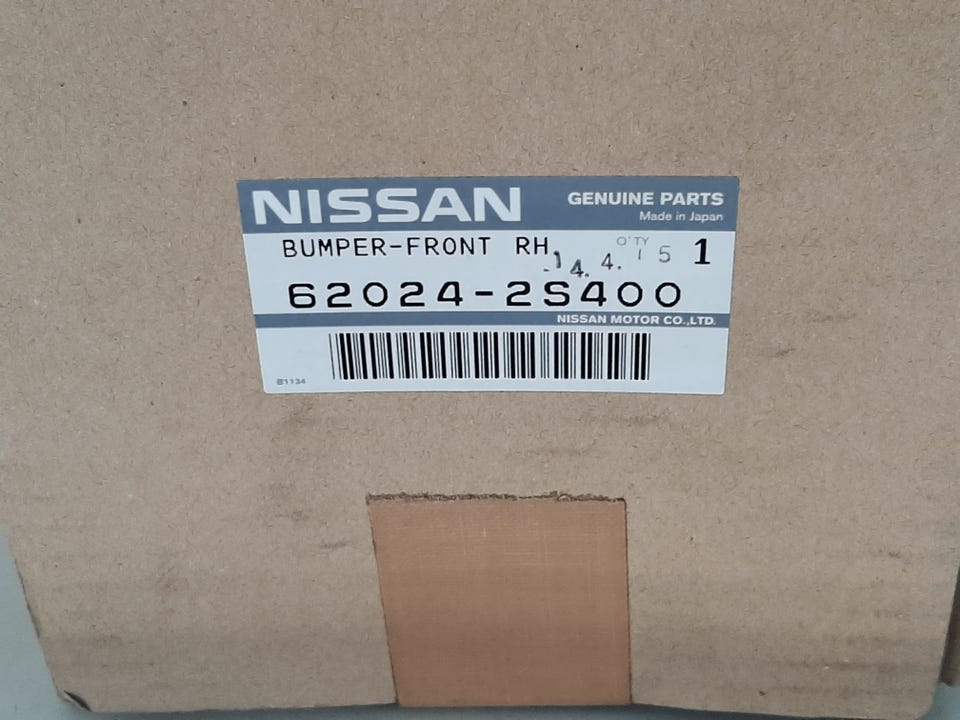 NISSAN GENUINE PARTS
Made in Japan
BUMPER-FRONT RH
Q'TY 1
14. 4. 15
62024-2S400
NISSAN MOTOR CO.,LTD.
B1134